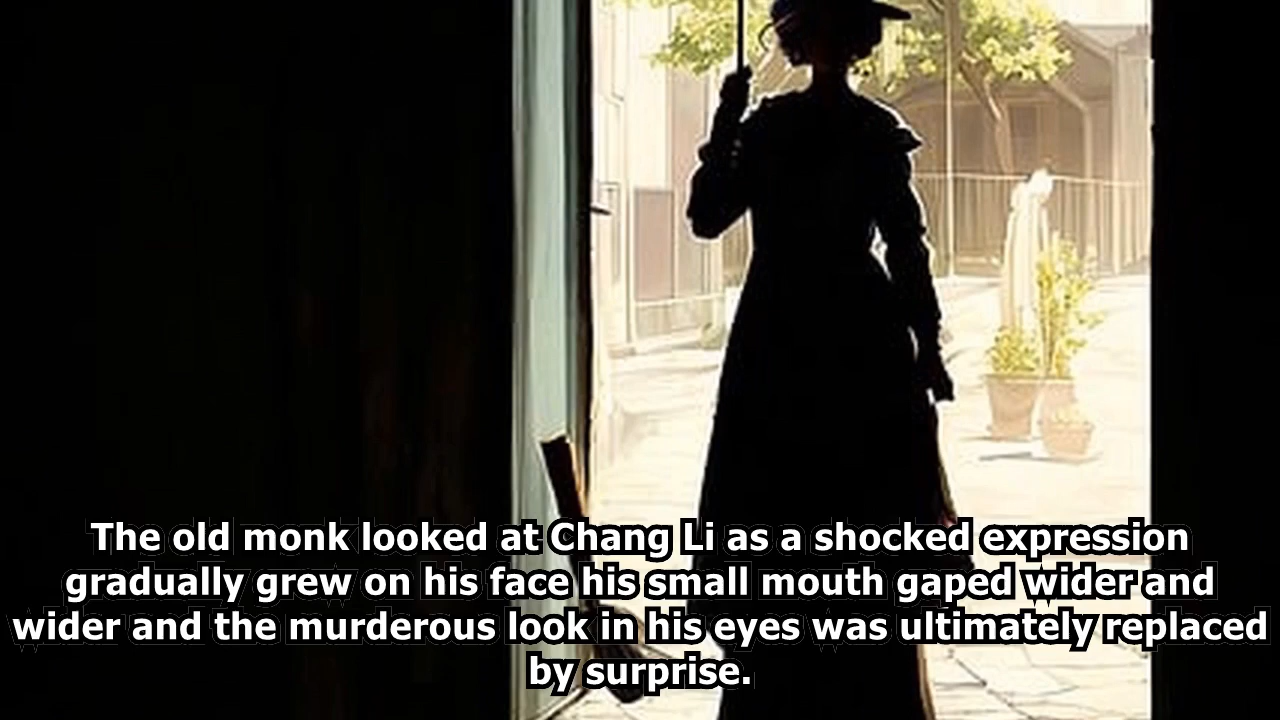 The old monk looked at Chang Li as a shocked expression
gradually grew on his face his small mouth gaped wider and
wider and the murderous look in his eyes was ultimately replaced
by surprise.